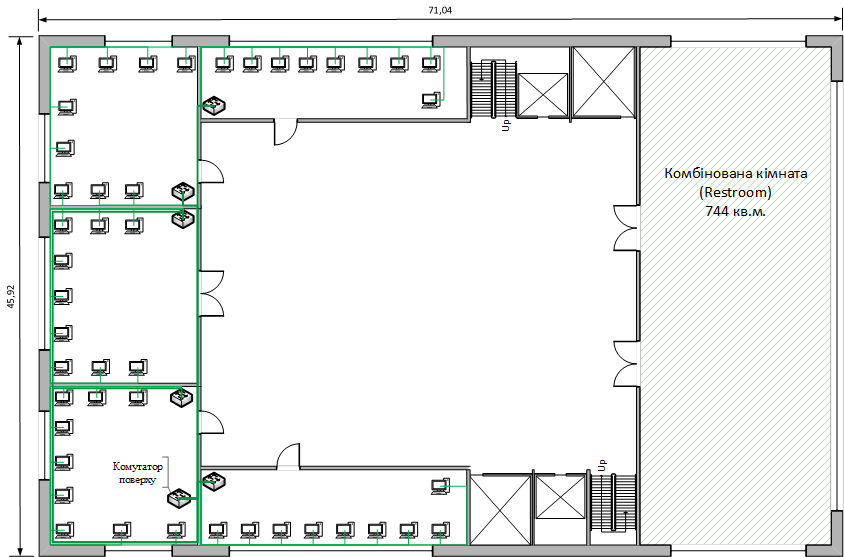 71,04
Up
Комбінована кімната
(Restroom)
744 кв.м.
45,92
Комутатор
поверху
Up